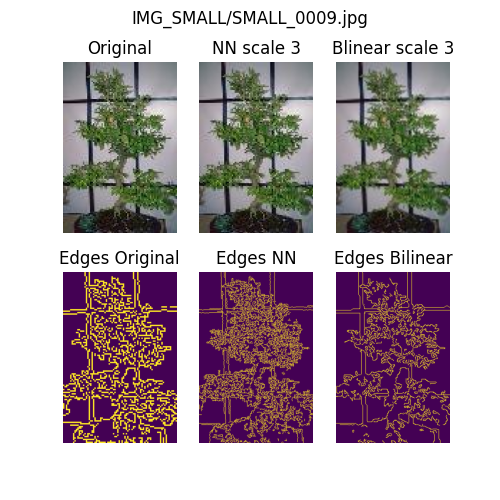 IMG_SMALL/SMALL_0009.jpg
Original
NN scale 3
Blinear scale 3
Edges Original
Edges NN
Edges Bilinear